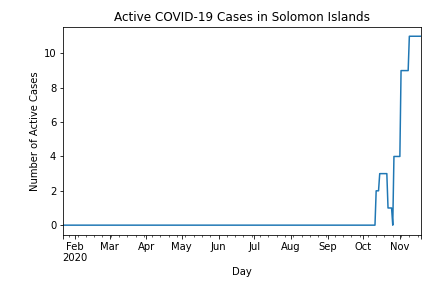 Active COVID-19 Cases in Solomon Islands
Number of Active Cases
10
8
6
4
2
0
Feb Mar Apr May Jun Jul Aug Sep Oct Nov
2020
Day